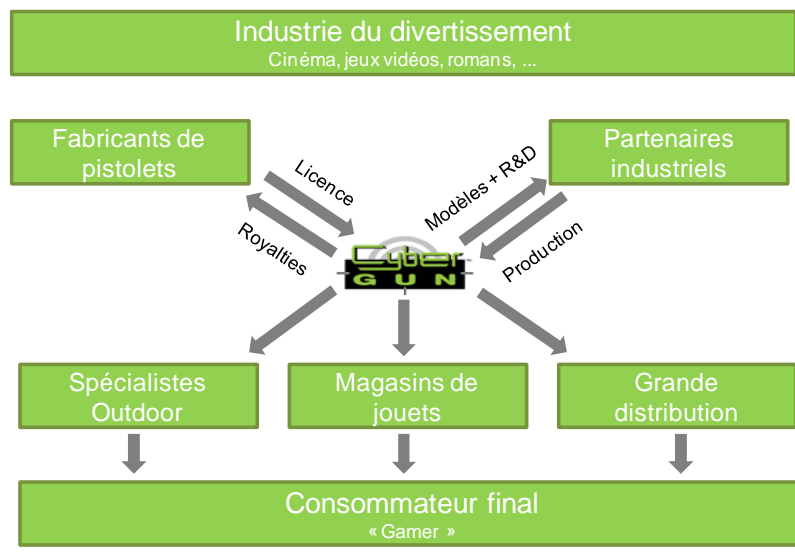 Industrie du divertissement
Cinéma, jeux vidéos, romans, ...
Fabricants de
pistolets
Partenaires
industriels
Licence
Royalties
Modèles + R&D
Production
Cyber
GUN
Spécialistes
Outdoor
Magasins de
jouets
Grande
distribution
Consommateur final
« Gamer »